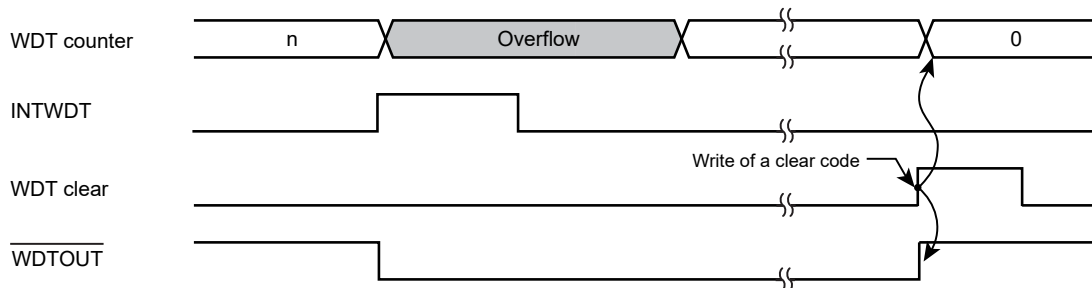 WDT counter n Overflow 0
INTWDT
Write of a clear code
WDT clear
WDTOUT